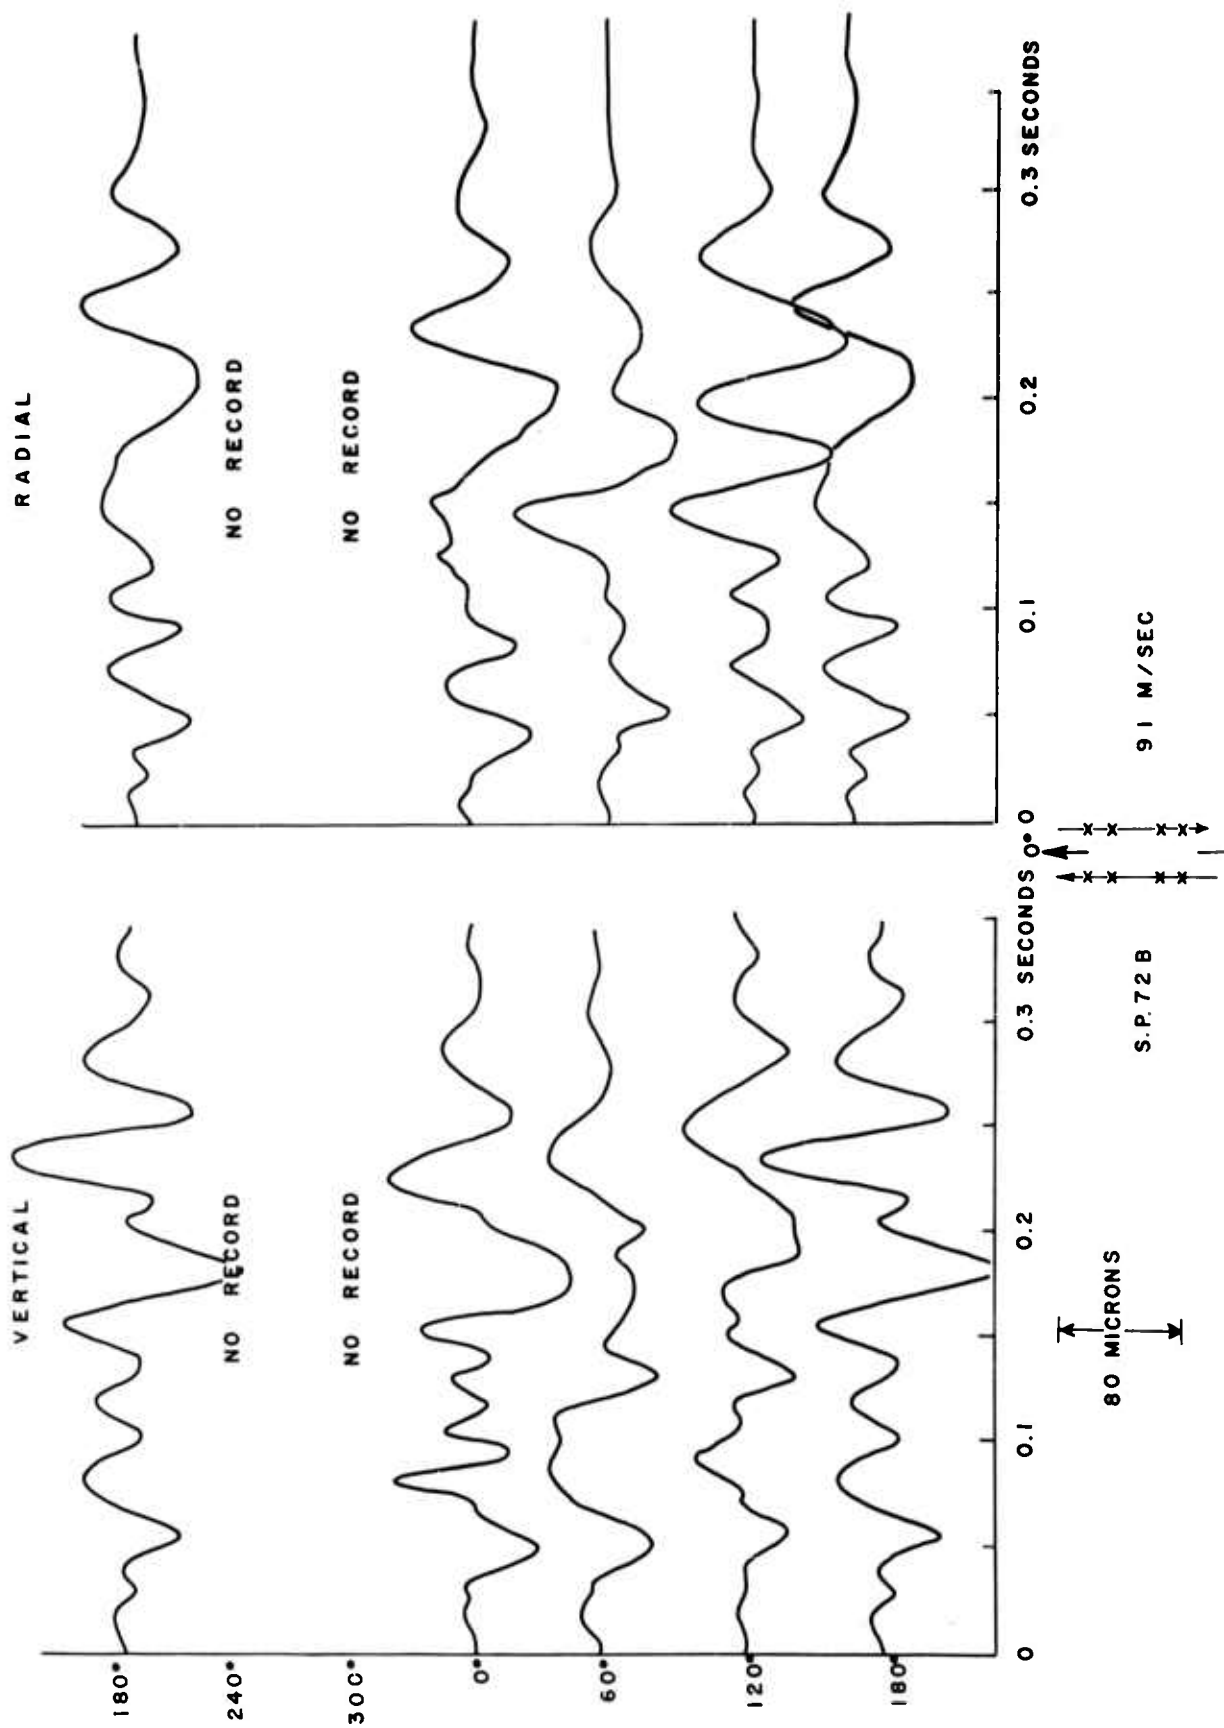 VERTICAL
RADIAL
180°
240°
NO RECORD
NO RECORD
300°
NO RECORD
NO RECORD
0°
60°
120°
180°
0
0.1
0.2
0.3 SECONDS
0°
0
0.1
0.2
0.3 SECONDS
80 MICRONS
S.P. 72 B
91 M/SEC